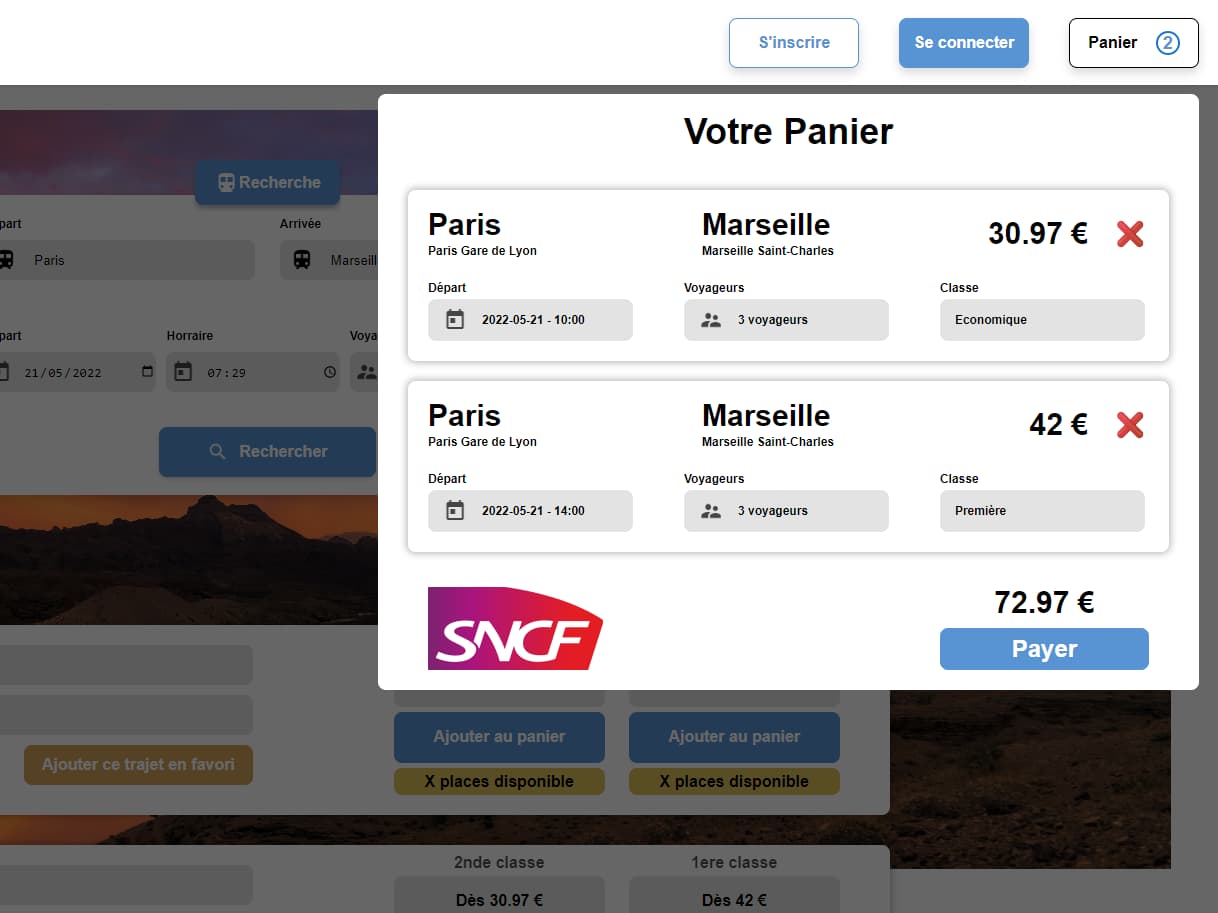 S'inscrire
Se connecter
Panier 2
Votre Panier
Paris
Paris Gare de Lyon
Marseille
Marseille Saint-Charles
30.97 €
Départ
2022-05-21 - 10:00
Voyageurs
3 voyageurs
Classe
Economique
Paris
Paris Gare de Lyon
Marseille
Marseille Saint-Charles
42 €
Départ
2022-05-21 - 14:00
Voyageurs
3 voyageurs
Classe
Première
SNCF
72.97 €
Payer
Recherche
part
Paris
Arrivée
Marseill
part
21/05/2022
Horraire
07:29
Voya
Rechercher
Ajouter ce trajet en favori
Ajouter au panier
X places disponible
Ajouter au panier
X places disponible
2nde classe
Dès 30.97 €
1ere classe
Dès 42 €